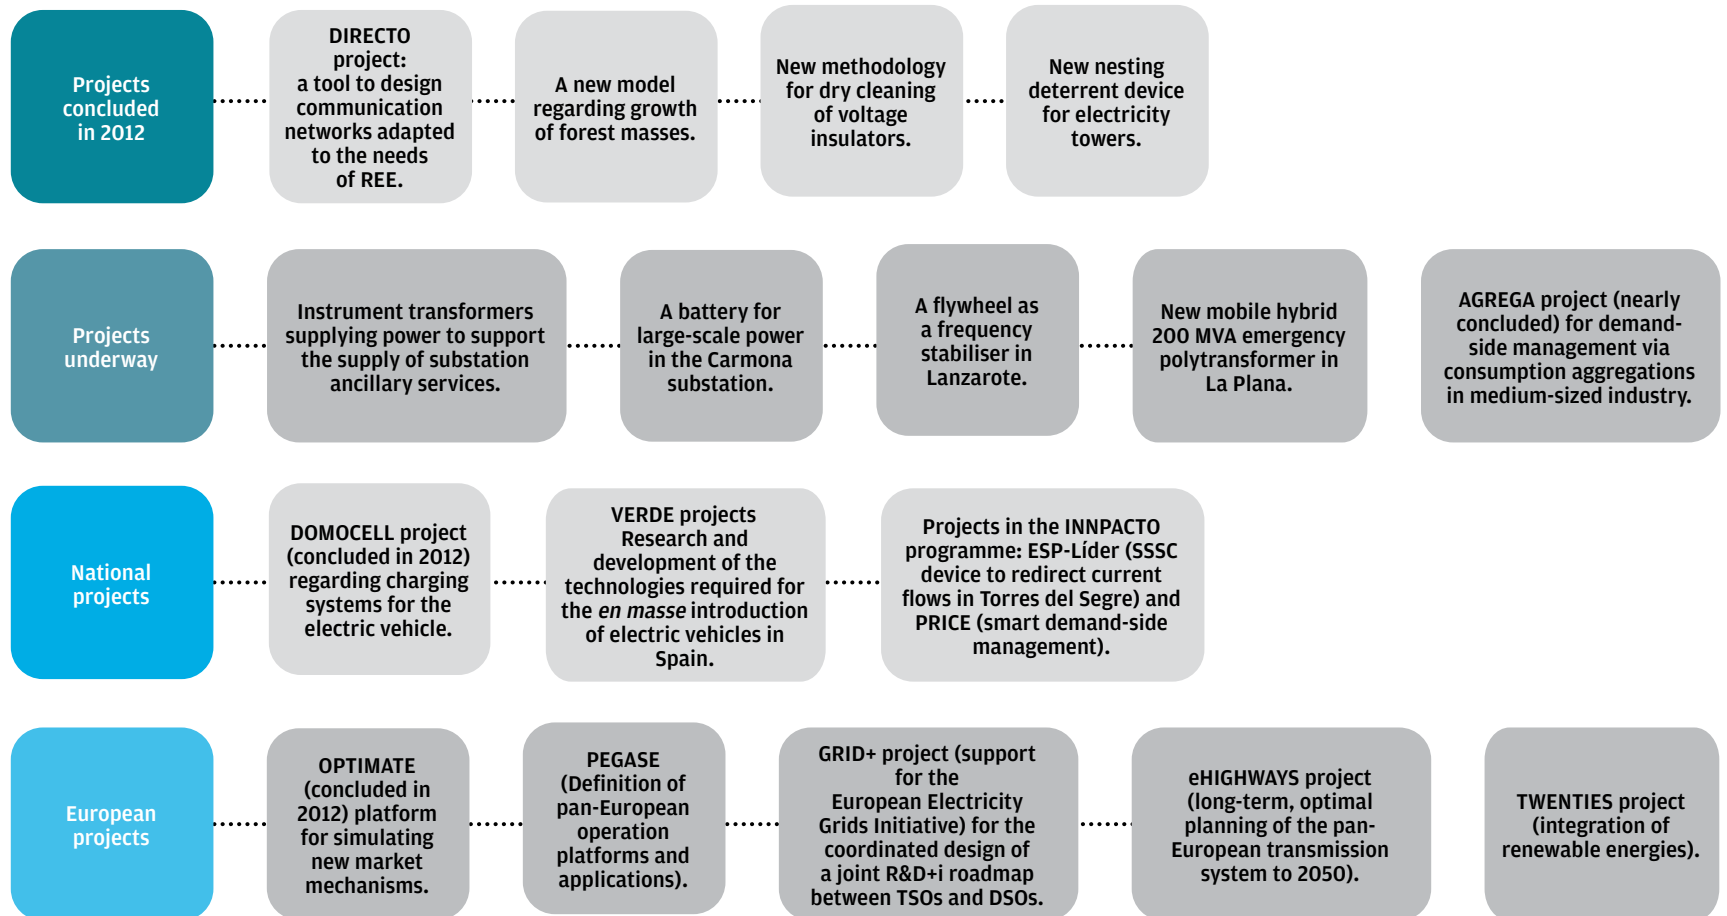 Projects
concluded
in 2012
DIRECTO
project:
a tool to design
communication
networks adapted
to the needs
of REE.
A new model
regarding growth
of forest masses.
New methodology
for dry cleaning
of voltage
insulators.
New nesting
deterrent device
for electricity
towers.
Projects
underway
Instrument transformers
supplying power to support
the supply of substation
ancillary services.
A battery for
large-scale power
in the Carmona
substation.
A flywheel as
a frequency
stabiliser in
Lanzarote.
New mobile hybrid
200 MVA emergency
polytransformer in
La Plana.
AGREGA project (nearly
concluded) for demand-
side management via
consumption aggregations
in medium-sized industry.
National
projects
DOMOCELL project
(concluded in 2012)
regarding charging
systems for the
electric vehicle.
VERDE projects
Research and
development of the
technologies required for
the en masse introduction
of electric vehicles in
Spain.
Projects in the INNPACTO
programme: ESP-Líder (SSSC
device to redirect current
flows in Torres del Segre) and
PRICE (smart demand-side
management).
European
projects
OPTIMATE
(concluded in
2012) platform
for simulating
new market
mechanisms.
PEGASE
(Definition of
pan-European
operation
platforms and
applications).
GRID+ project (support
for the
European Electricity
Grids Initiative) for the
coordinated design of
a joint R&D+i roadmap
between TSOs and DSOs.
eHIGHWAYS project
(long-term, optimal
planning of the pan-
European transmission
system to 2050).
TWENTIES project
(integration of
renewable energies).